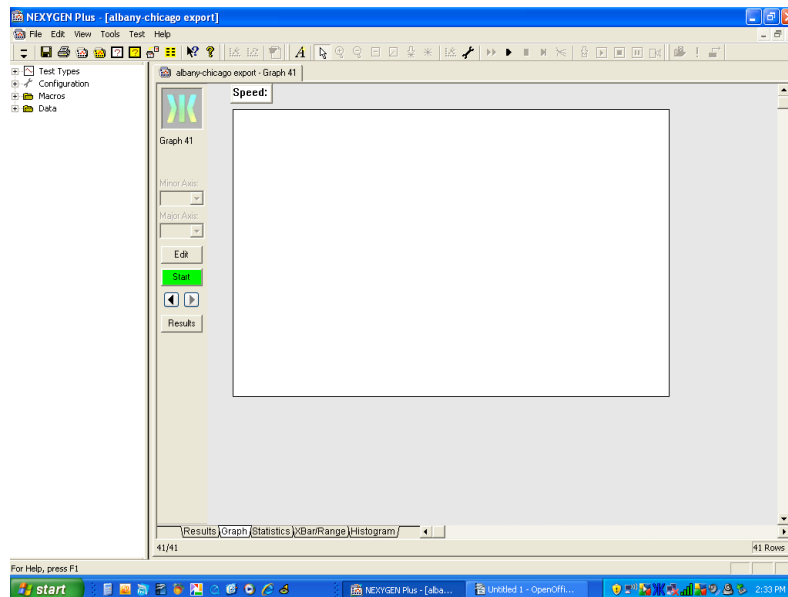 NEXYGEN Plus - [albany-chicago export]
File Edit View Tools Test Help
Test Types
Configuration
Macros
Data
albany-chicago export - Graph 41
Speed:
Graph 41
Minor Axis:
Major Axis:
Edit
Start
Results
Results Graph Statistics XBar/Range Histogram
41/41
41 Rows
For Help, press F1
start
NEXYGEN Plus - [alba...
Untitled 1 - OpenOffi...
2:33 PM